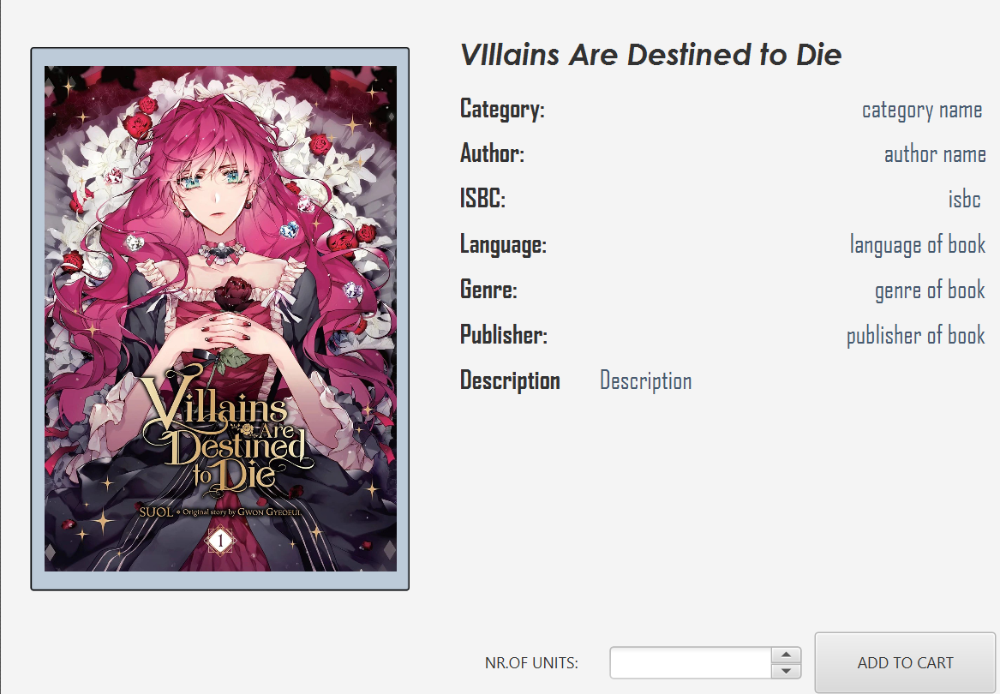 VIllains Are Destined to Die
Category: category name
Author: author name
ISBC: isbc
Language: language of book
Genre: genre of book
Publisher: publisher of book
Description Description
Villains
Are
Destined
to Die
SUOL • Original story by GWON GYEOEUL
1
NR.OF UNITS:
ADD TO CART